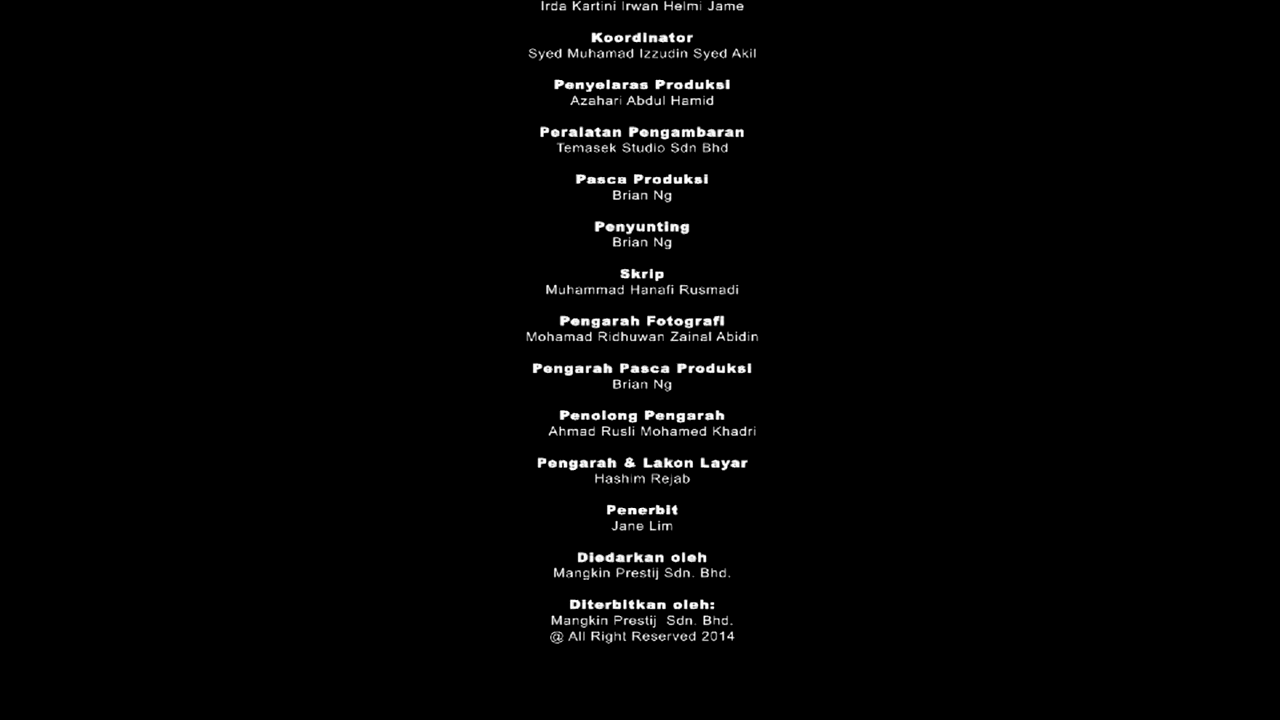 Irda Kartini Irwan Helmi Jame
Koordinator
Syed Muhamad Izzudin Syed Akil
Penyelaras Produksi
Azahari Abdul Hamid
Peralatan Pengambaran
Temasek Studio Sdn Bhd
Pasca Produksi
Brian Ng
Penyunting
Brian Ng
Skrip
Muhammad Hanafi Rusmadi
Pengarah Fotografi
Mohamad Ridhuwan Zainal Abidin
Pengarah Pasca Produksi
Brian Ng
Penolong Pengarah
Ahmad Rusli Mohamed Khadri
Pengarah & Lakon Layar
Hashim Rejab
Penerbit
Jane Lim
Diedarkan oleh
Mangkin Prestij Sdn. Bhd.
Diterbitkan oleh:
Mangkin Prestij  Sdn. Bhd.
@ All Right Reserved 2014